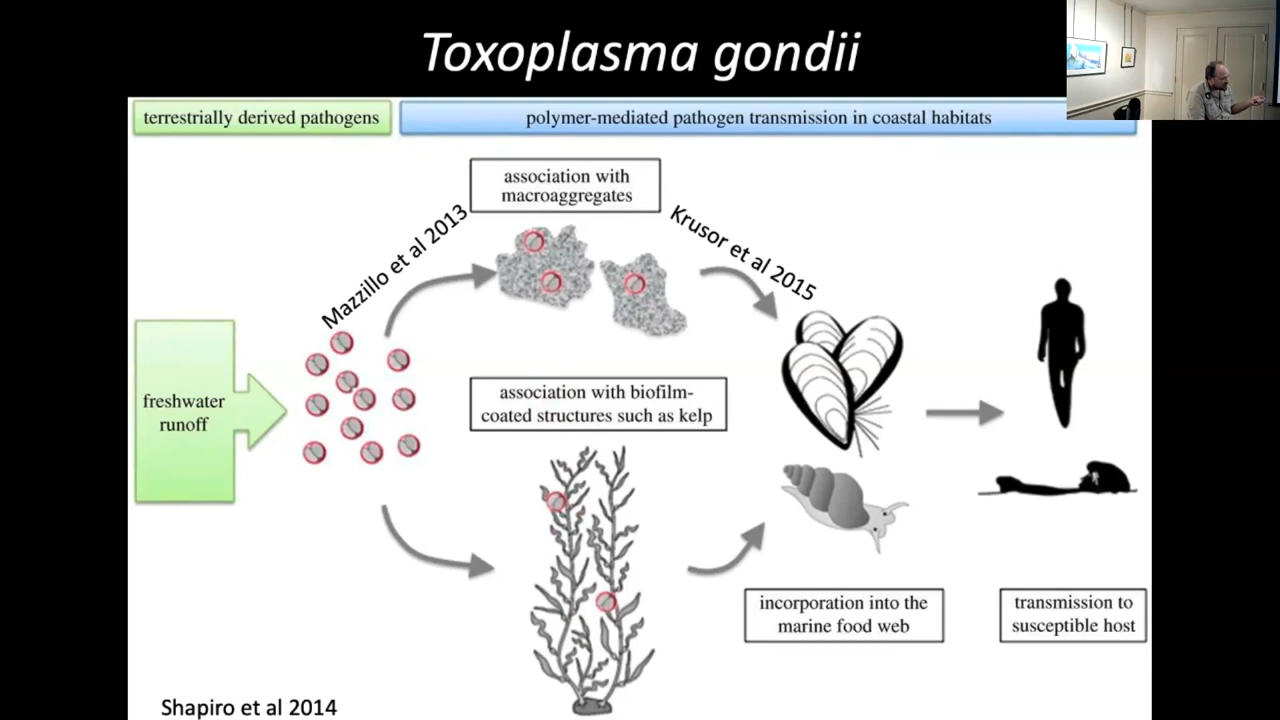 Toxoplasma gondii
terrestrially derived pathogens
polymer-mediated pathogen transmission in coastal habitats
association with
macroaggregates
Mazzillo et al 2013
Krusor et al 2015
freshwater
runoff
association with biofilm-
coated structures such as kelp
incorporation into the
marine food web
transmission to
susceptible host
Shapiro et al 2014